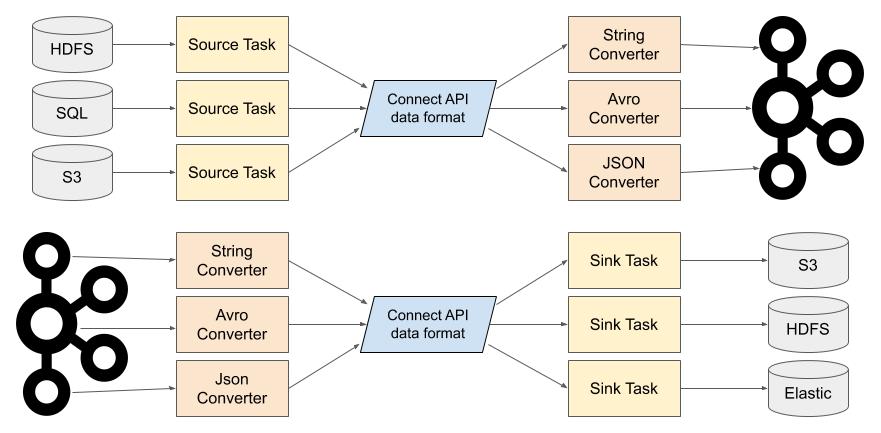 HDFS
Source Task
String
Converter
SQL
Source Task
Connect API
data format
Avro
Converter
S3
Source Task
JSON
Converter
String
Converter
Sink Task
S3
Avro
Converter
Connect API
data format
Sink Task
HDFS
Json
Converter
Sink Task
Elastic